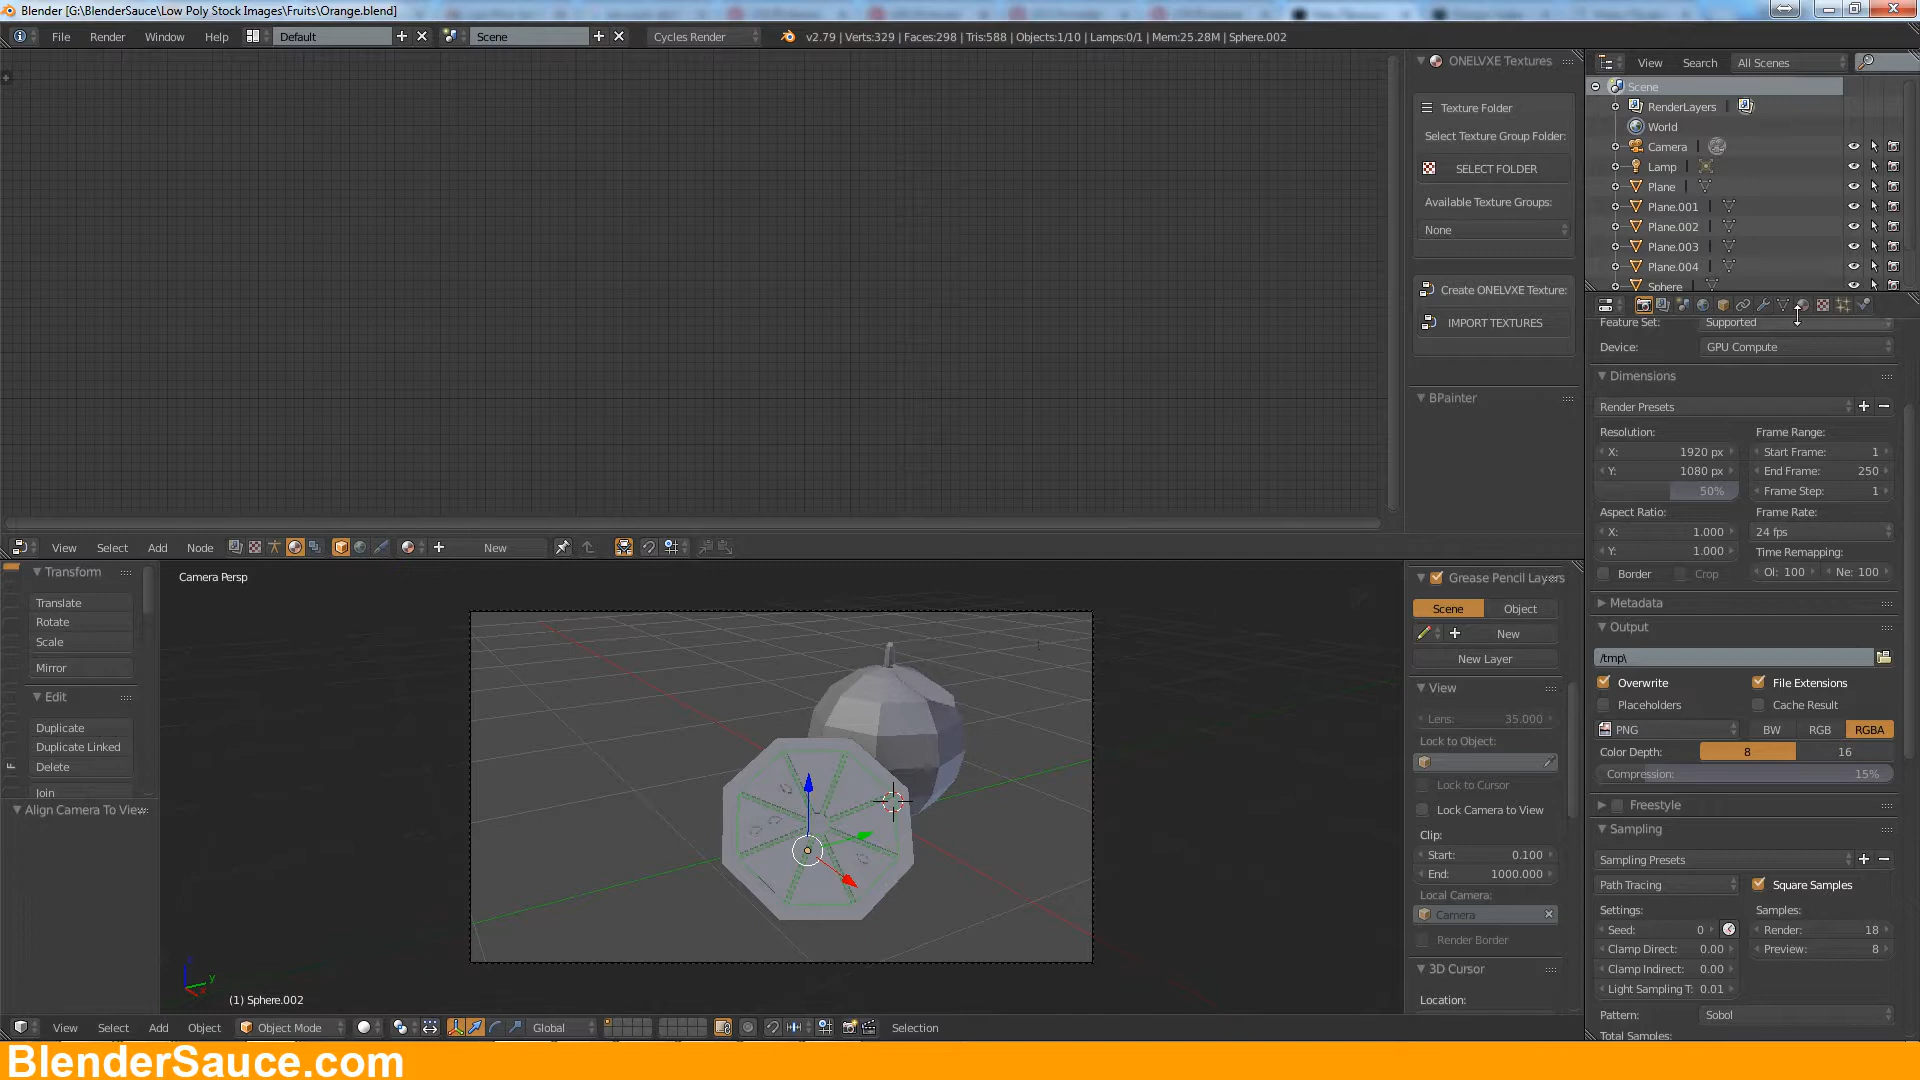 Blender [G:\BlenderSauce\Low Poly Stock Images\Fruits\Orange.blend]
File Render Window Help Default Scene Cycles Render v2.79 | Verts:329 | Faces:298 | Tris:588 | Objects:1/10 | Lamps:0/1 | Mem:25.28M | Sphere.002
ONELVXE Textures
Texture Folder
Select Texture Group Folder:
SELECT FOLDER
Available Texture Groups:
None
Create ONELVXE Texture:
IMPORT TEXTURES
BPainter
View Search All Scenes
Scene
RenderLayers
World
Camera
Lamp
Plane
Plane.001
Plane.002
Plane.003
Plane.004
Sphere
Feature Set: Supported
Device: GPU Compute
Dimensions
Render Presets
Resolution: Frame Range:
X: 1920 px Start Frame: 1
Y: 1080 px End Frame: 250
50% Frame Step: 1
Aspect Ratio: Frame Rate:
X: 1.000 24 fps
Y: 1.000 Time Remapping:
Border Crop Ol: 100 Ne: 100
Metadata
Output
/tmp\
Overwrite File Extensions
Placeholders Cache Result
PNG BW RGB RGBA
Color Depth: 8 16
Compression: 15%
Freestyle
Sampling
Sampling Presets
Path Tracing Square Samples
Settings: Samples:
Seed: 0 Render: 18
Clamp Direct: 0.00 Preview: 8
Clamp Indirect: 0.00
Light Sampling T: 0.01
Pattern: Sobol
Total Samples:
View Select Add Node New
Transform
Translate
Rotate
Scale
Mirror
Edit
Duplicate
Duplicate Linked
Delete
Join
Align Camera To View
Camera Persp
z
y
x
(1) Sphere.002
Grease Pencil Layers
Scene Object
New
New Layer
View
Lens: 35.000
Lock to Object:
Lock to Cursor
Lock Camera to View
Clip:
Start: 0.100
End: 1000.000
Local Camera:
Camera
Render Border
3D Cursor
Location:
View Select Add Object Object Mode Global Selection
BlenderSauce.com